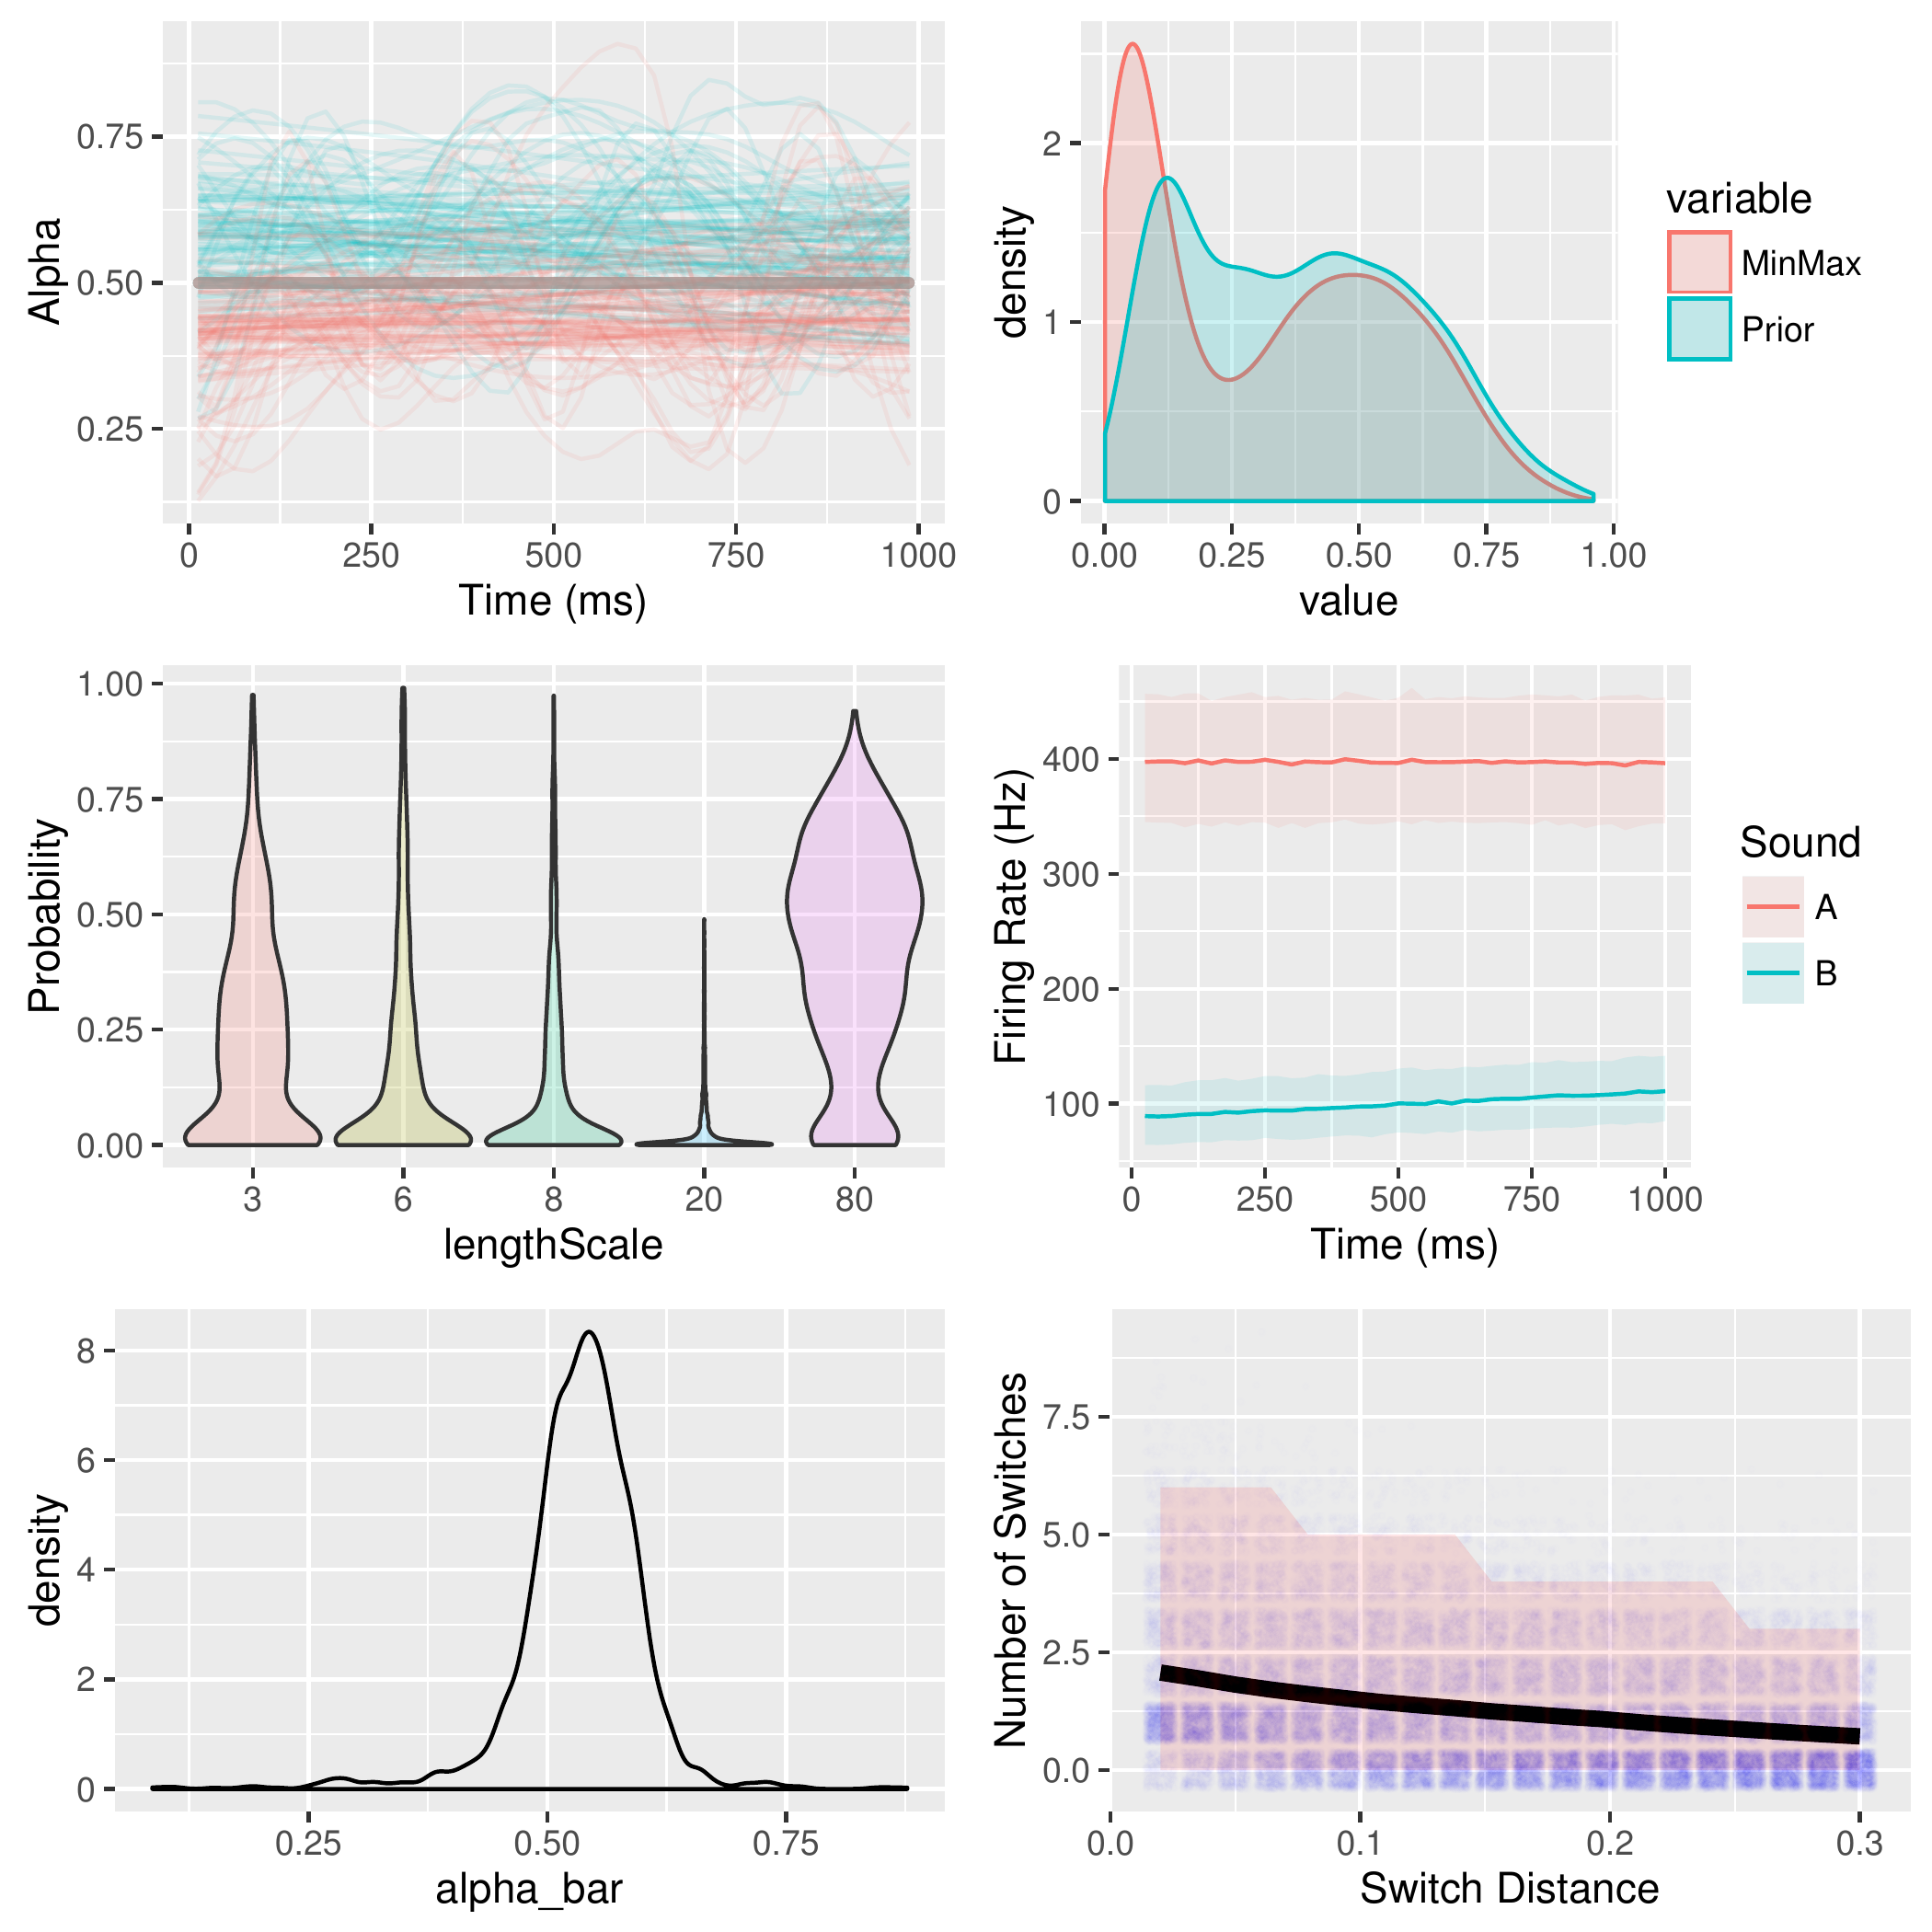 Alpha
0.75
0.50
0.25
0 250 500 750 1000
Time (ms)
density
2
1
0
0.00 0.25 0.50 0.75 1.00
value
variable
MinMax
Prior
Probability
1.00
0.75
0.50
0.25
0.00
3 6 8 20 80
lengthScale
Firing Rate (Hz)
400
300
200
100
0 250 500 750 1000
Time (ms)
Sound
A
B
density
8
6
4
2
0
0.25 0.50 0.75
alpha_bar
Number of Switches
7.5
5.0
2.5
0.0
0.0 0.1 0.2 0.3
Switch Distance